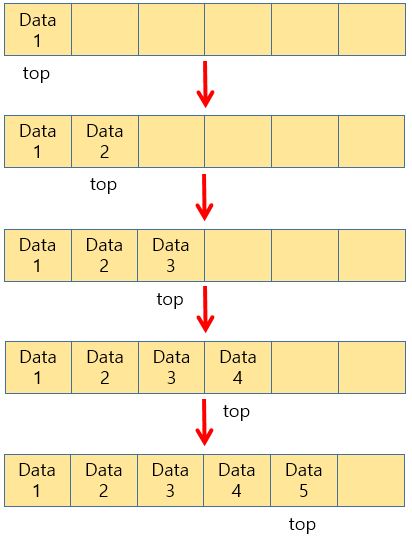 Data
1
top
Data Data
1 2
top
Data Data Data
1 2 3
top
Data Data Data Data
1 2 3 4
top
Data Data Data Data Data
1 2 3 4 5
top